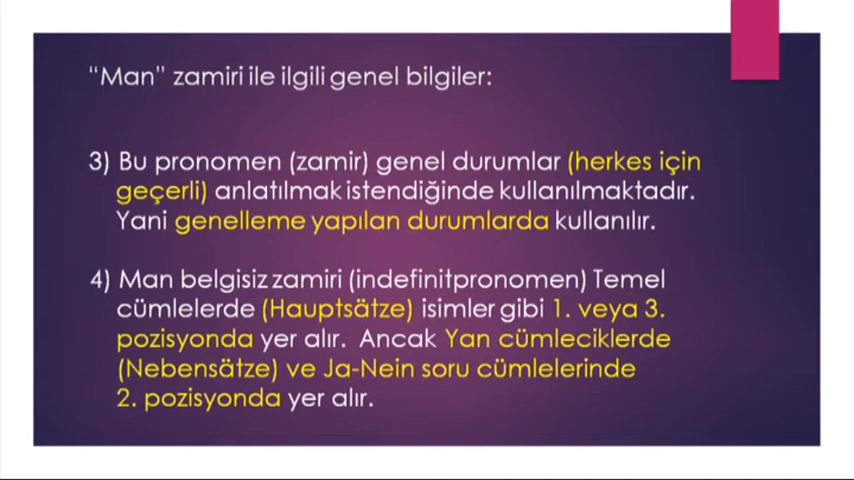 “Man” zamiri ile ilgili genel bilgiler:
3) Bu pronomen (zamir) genel durumlar (herkes için
geçerli) anlatılmak istendiğinde kullanılmaktadır.
Yani genelleme yapılan durumlarda kullanılır.
4) Man belgisiz zamiri (indefinitpronomen) Temel
cümlelerde (Hauptsätze) isimler gibi 1. veya 3.
pozisyonda yer alır. Ancak Yan cümleciklerde
(Nebensätze) ve Ja-Nein soru cümlelerinde
2. pozisyonda yer alır.